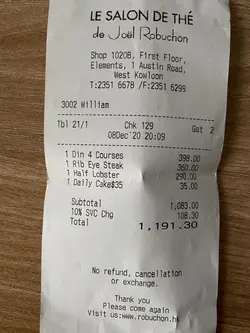 LE SALON DE THÉ
de Joël Robuchon
Shop 1020B, First Floor,
Elements, 1 Austin Road,
West Kowloon
T:2351 6678 /F:2351 6299
3002 William
Tbl 21/1 Chk 129 Gst 2
08Dec'20 20:09
1 Din 4 Courses 398.00
1 Rib Eye Steak 360.00
1 Half Lobster 290.00
1 Daily Cake$35 35.00
Subtotal 1,083.00
10% SVC Chg 108.30
Total 1,191.30
No refund, cancellation
or exchange.
Thank you
Please come again
Visit us:www.robuchon.hk